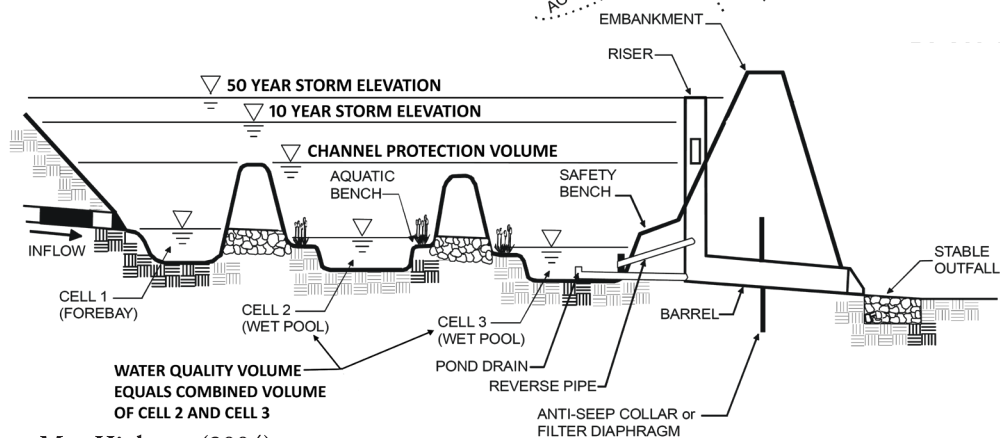 EMBANKMENT
RISER
50 YEAR STORM ELEVATION
10 YEAR STORM ELEVATION
CHANNEL PROTECTION VOLUME
AQUATIC
BENCH
SAFETY
BENCH
INFLOW
STABLE
OUTFALL
CELL 1
(FOREBAY)
CELL 2
(WET POOL)
CELL 3
(WET POOL)
BARREL
POND DRAIN
REVERSE PIPE
WATER QUALITY VOLUME
EQUALS COMBINED VOLUME
OF CELL 2 AND CELL 3
ANTI-SEEP COLLAR or
FILTER DIAPHRAGM